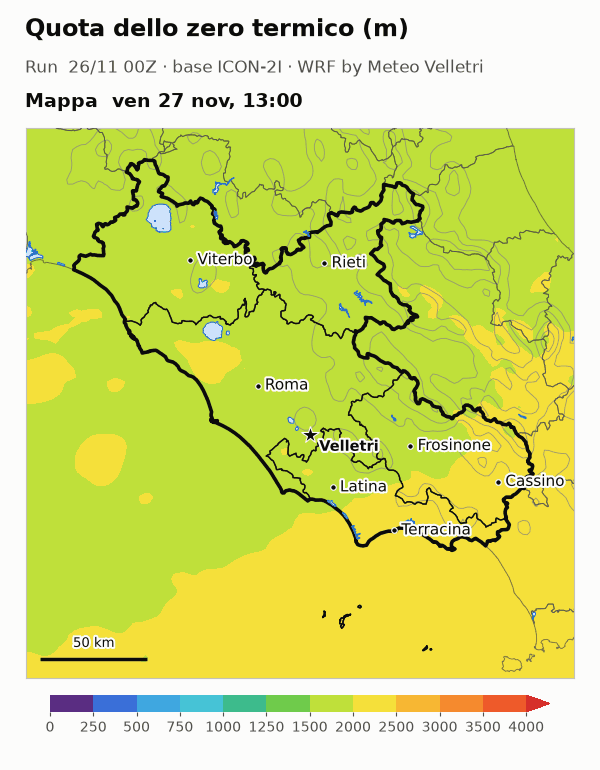 Quota dello zero termico (m)
Run  26/11 00Z · base ICON-2I · WRF by Meteo Velletri
Mappa  ven 27 nov, 13:00
Viterbo
Rieti
Roma
Velletri
Frosinone
Cassino
Latina
Terracina
50 km
0 250 500 750 1000 1250 1500 2000 2500 3000 3500 4000